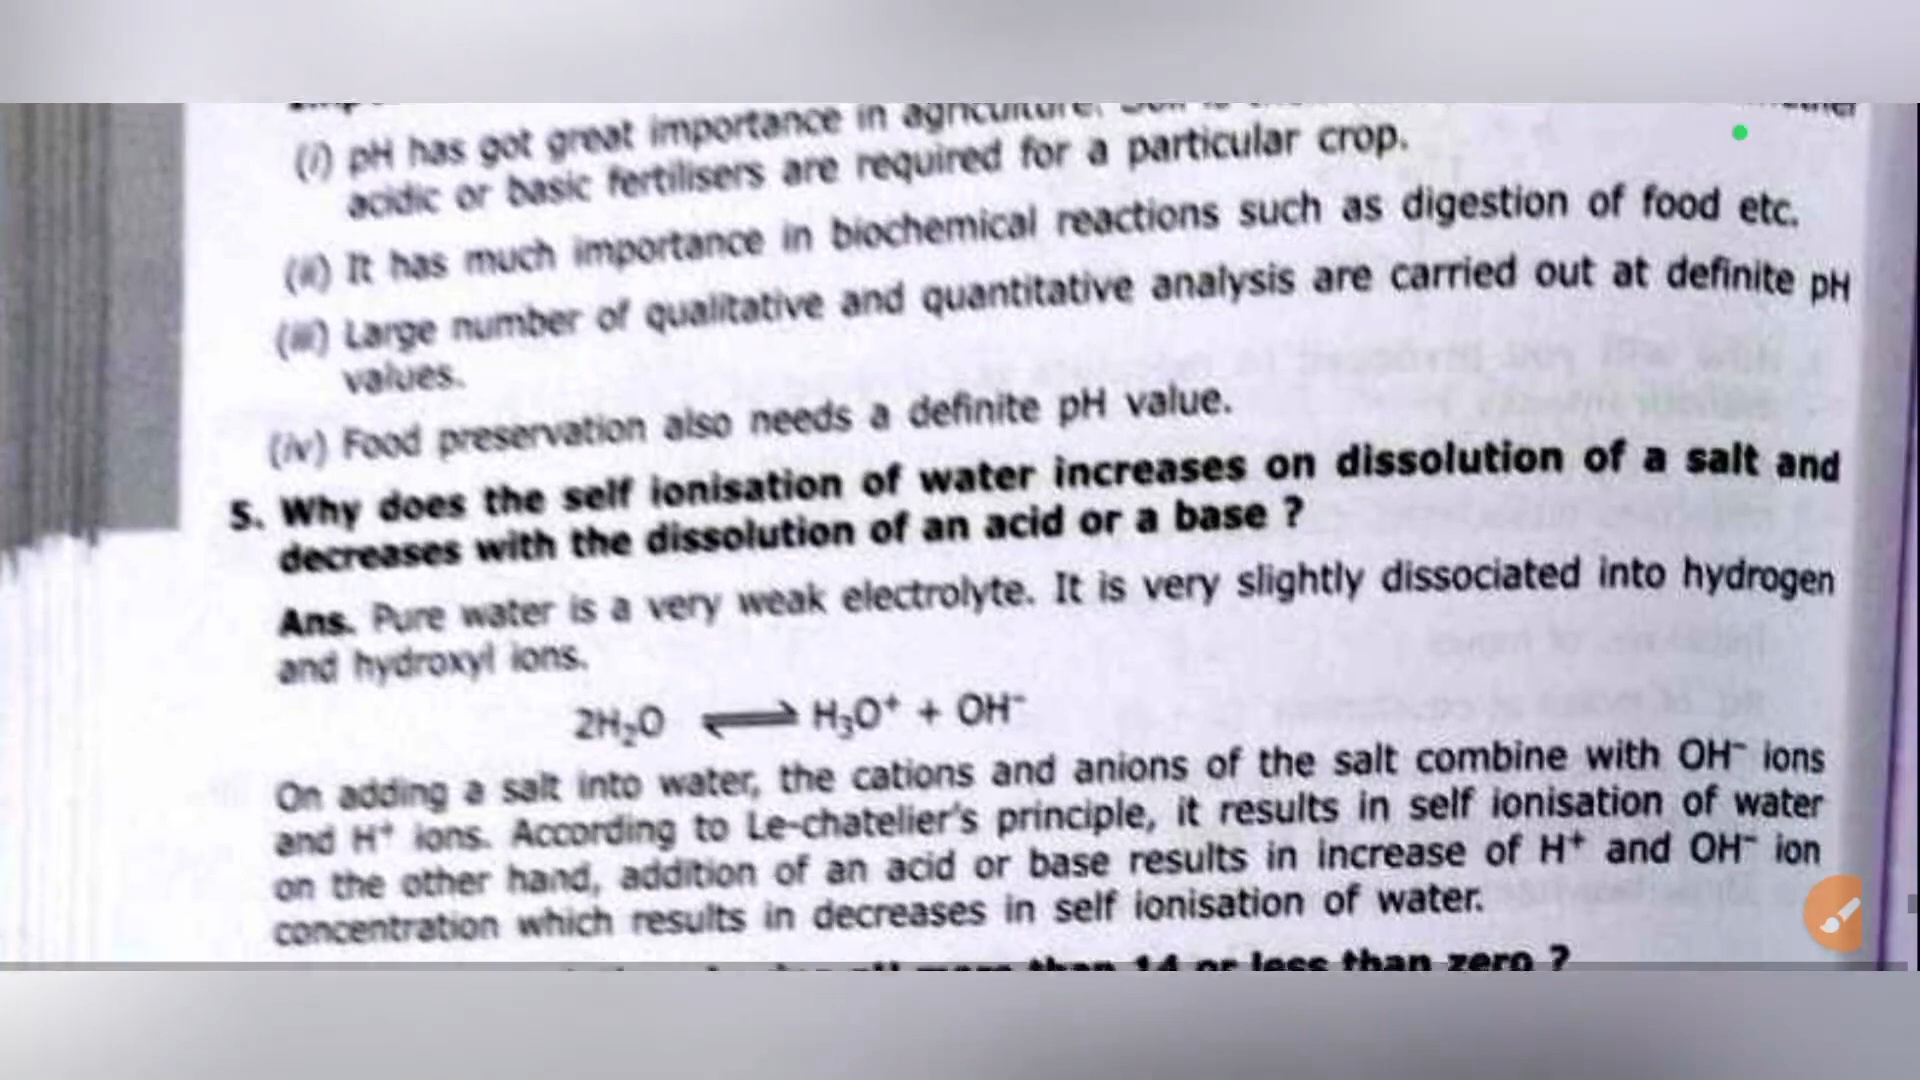 (i) pH has got great importance in agriculture.
acidic or basic fertilisers are required for a particular crop.
(ii) It has much importance in biochemical reactions such as digestion of food etc.
(iii) Large number of qualitative and quantitative analysis are carried out at definite pH
values.
(iv) Food preservation also needs a definite pH value.
5. Why does the self ionisation of water increases on dissolution of a salt and
decreases with the dissolution of an acid or a base ?
Ans. Pure water is a very weak electrolyte. It is very slightly dissociated into hydrogen
and hydroxyl ions.
2H₂O ⇌ H₃O⁺ + OH⁻
On adding a salt into water, the cations and anions of the salt combine with OH⁻ ions
and H⁺ ions. According to Le-chatelier's principle, it results in self ionisation of water
on the other hand, addition of an acid or base results in increase of H⁺ and OH⁻ ion
concentration which results in decreases in self ionisation of water.
pH more than 14 or less than zero ?